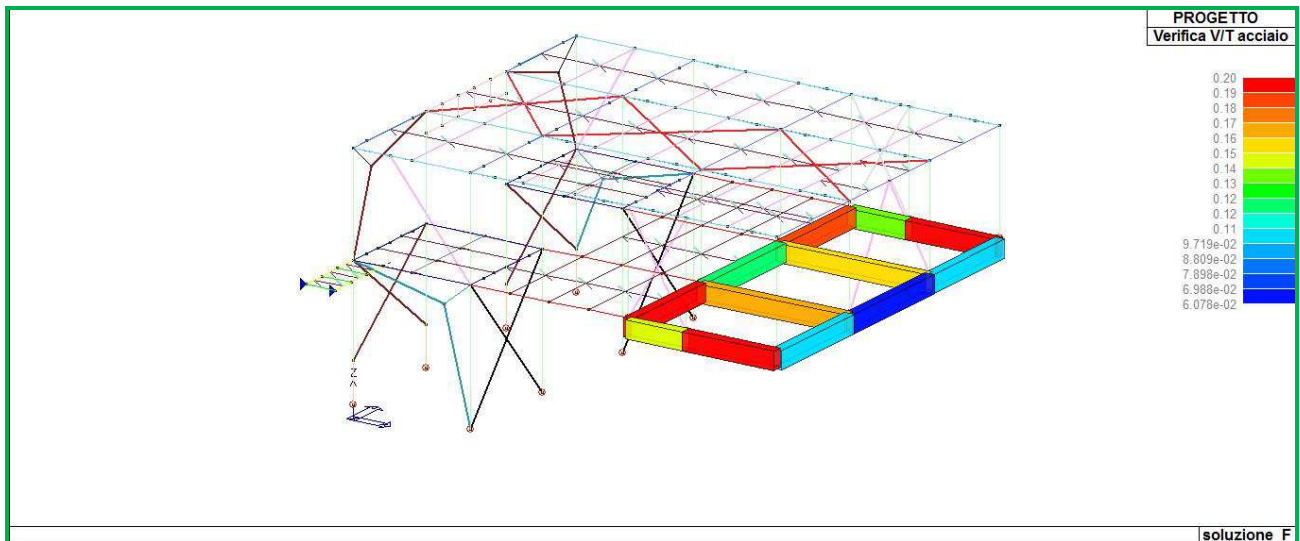 PROGETTO
Verifica V/T acciaio
0.20
0.19
0.18
0.17
0.16
0.15
0.14
0.13
0.12
0.12
0.11
9.719e-02
8.809e-02
7.898e-02
6.988e-02
6.078e-02
Z
soluzione F